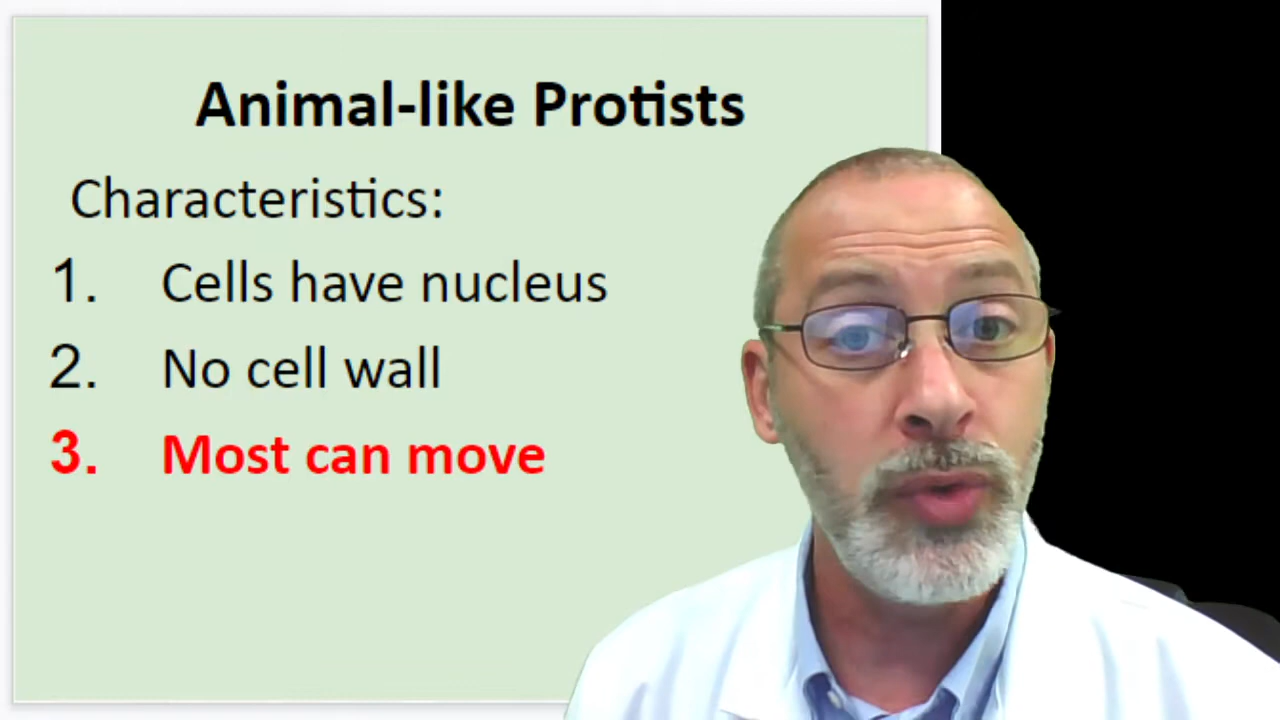 Animal-like Protists
Characteristics:
1. Cells have nucleus
2. No cell wall
3. Most can move